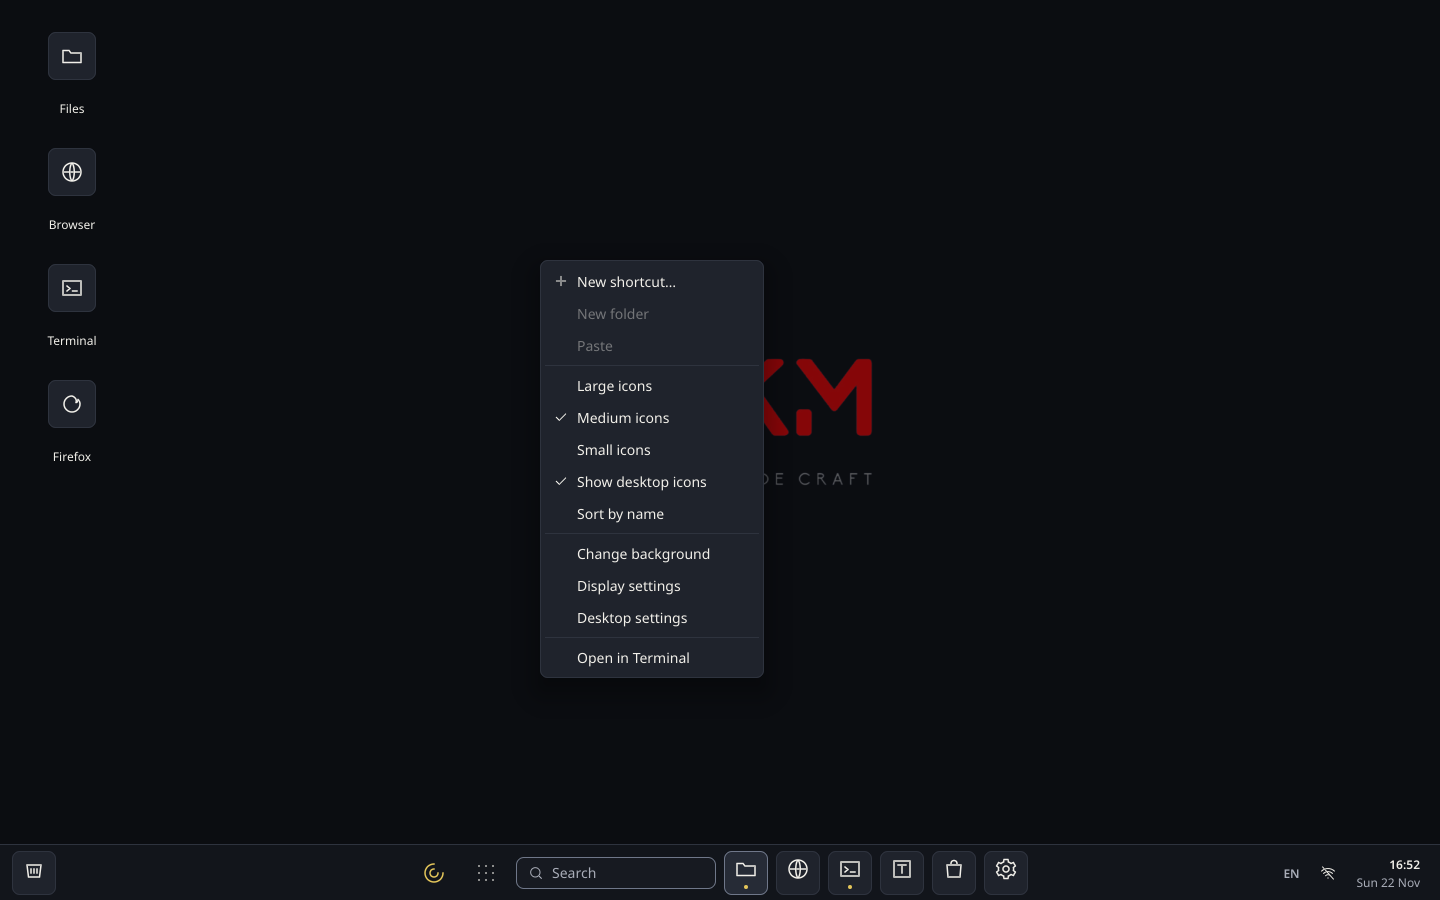 Files
Browser
Terminal
Firefox
New shortcut...
New folder
Paste
Large icons
Medium icons
Small icons
Show desktop icons
Sort by name
Change background
Display settings
Desktop settings
Open in Terminal
CRAFT
Search
EN
16:52
Sun 22 Nov